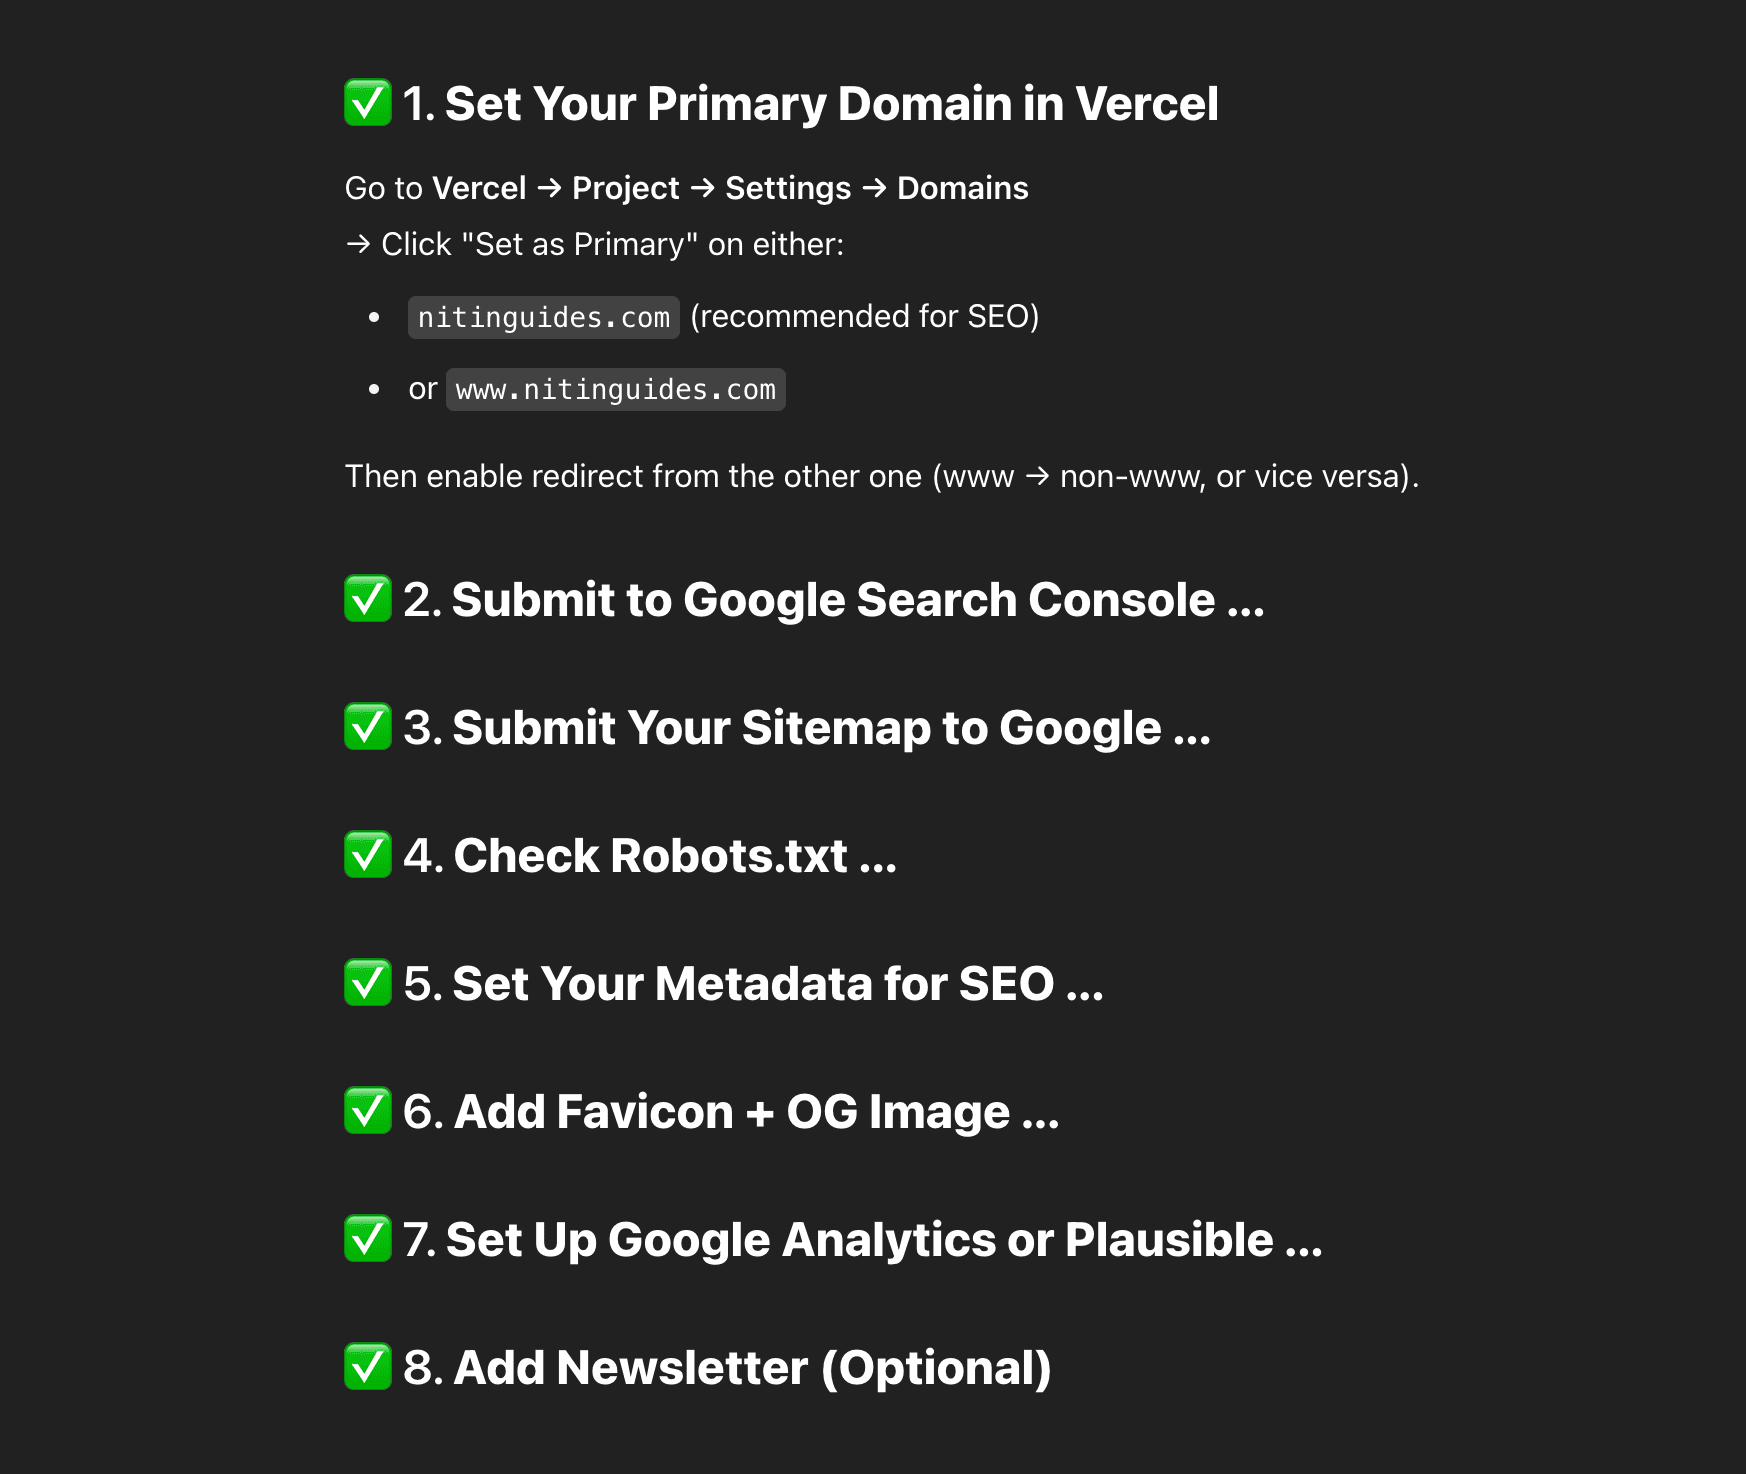 ✅ 1. Set Your Primary Domain in Vercel
Go to Vercel → Project → Settings → Domains
→ Click "Set as Primary" on either:
• nitinguides.com (recommended for SEO)
• or www.nitinguides.com
Then enable redirect from the other one (www → non-www, or vice versa).
✅ 2. Submit to Google Search Console ...
✅ 3. Submit Your Sitemap to Google ...
✅ 4. Check Robots.txt ...
✅ 5. Set Your Metadata for SEO ...
✅ 6. Add Favicon + OG Image ...
✅ 7. Set Up Google Analytics or Plausible ...
✅ 8. Add Newsletter (Optional)